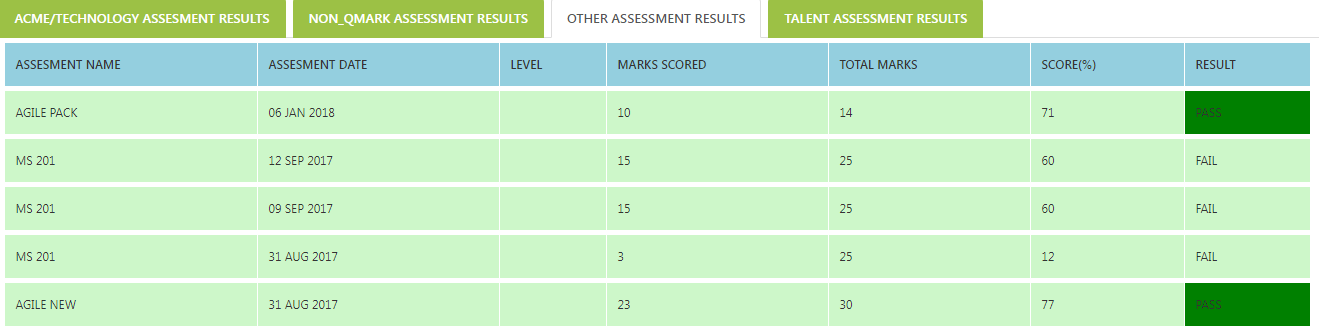 ACME/TECHNOLOGY ASSESMENT RESULTS NON_QMARK ASSESSMENT RESULTS OTHER ASSESSMENT RESULTS TALENT ASSESSMENT RESULTS
ASSESMENT NAME ASSESMENT DATE LEVEL MARKS SCORED TOTAL MARKS SCORE(%) RESULT
AGILE PACK 06 JAN 2018 10 14 71 PASS
MS 201 12 SEP 2017 15 25 60 FAIL
MS 201 09 SEP 2017 15 25 60 FAIL
MS 201 31 AUG 2017 3 25 12 FAIL
AGILE NEW 31 AUG 2017 23 30 77 PASS